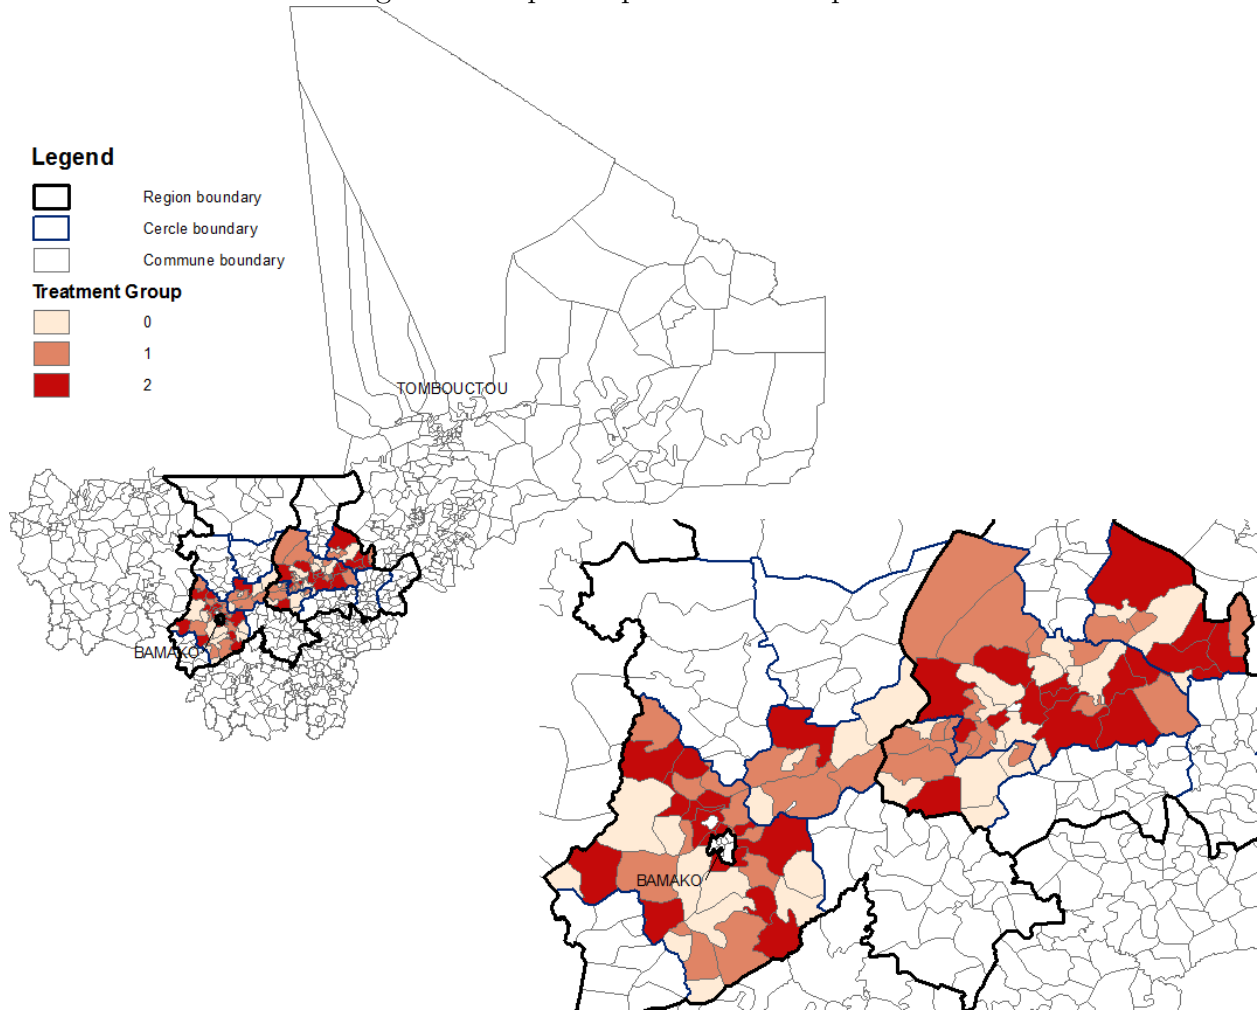 Legend
Region boundary
Cercle boundary
Commune boundary
Treatment Group
0
1
2
TOMBOUCTOU
BAMAKO
BAMAKO